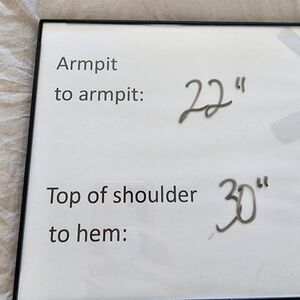 Armpit
to armpit: 22"
Top of shoulder
to hem: 30"